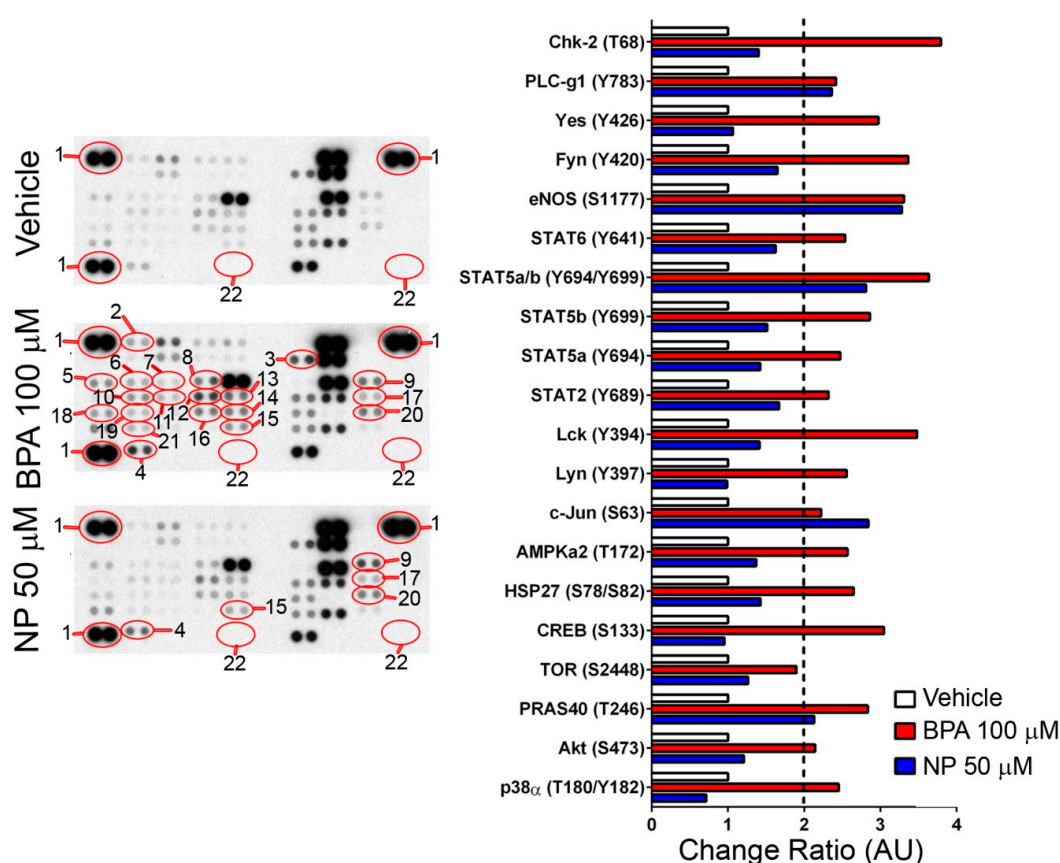 Vehicle
1
1
1
22
22
BPA 100 μM
1
2
3
1
5
6
7
8
9
10
11
12
13
14
17
18
19
21
16
15
20
1
4
22
22
NP 50 μM
1
1
9
17
20
15
1
4
22
22
Chk-2 (T68)
PLC-g1 (Y783)
Yes (Y426)
Fyn (Y420)
eNOS (S1177)
STAT6 (Y641)
STAT5a/b (Y694/Y699)
STAT5b (Y699)
STAT5a (Y694)
STAT2 (Y689)
Lck (Y394)
Lyn (Y397)
c-Jun (S63)
AMPKa2 (T172)
HSP27 (S78/S82)
CREB (S133)
TOR (S2448)
PRAS40 (T246)
Akt (S473)
p38α (T180/Y182)
Vehicle
BPA 100 μM
NP 50 μM
0 1 2 3 4
Change Ratio (AU)